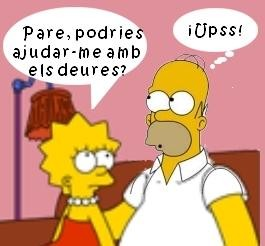 Pare, podries
ajudar-me amb
els deures?
¡Upss!